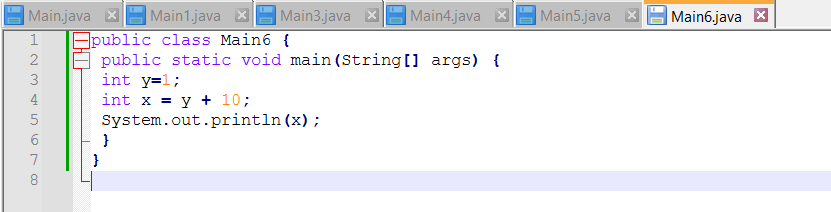 Main.java Main1.java Main3.java Main4.java Main5.java Main6.java
1 public class Main6 {
2 public static void main(String[] args) {
3 int y=1;
4 int x = y + 10;
5 System.out.println(x);
6 }
7 }
8